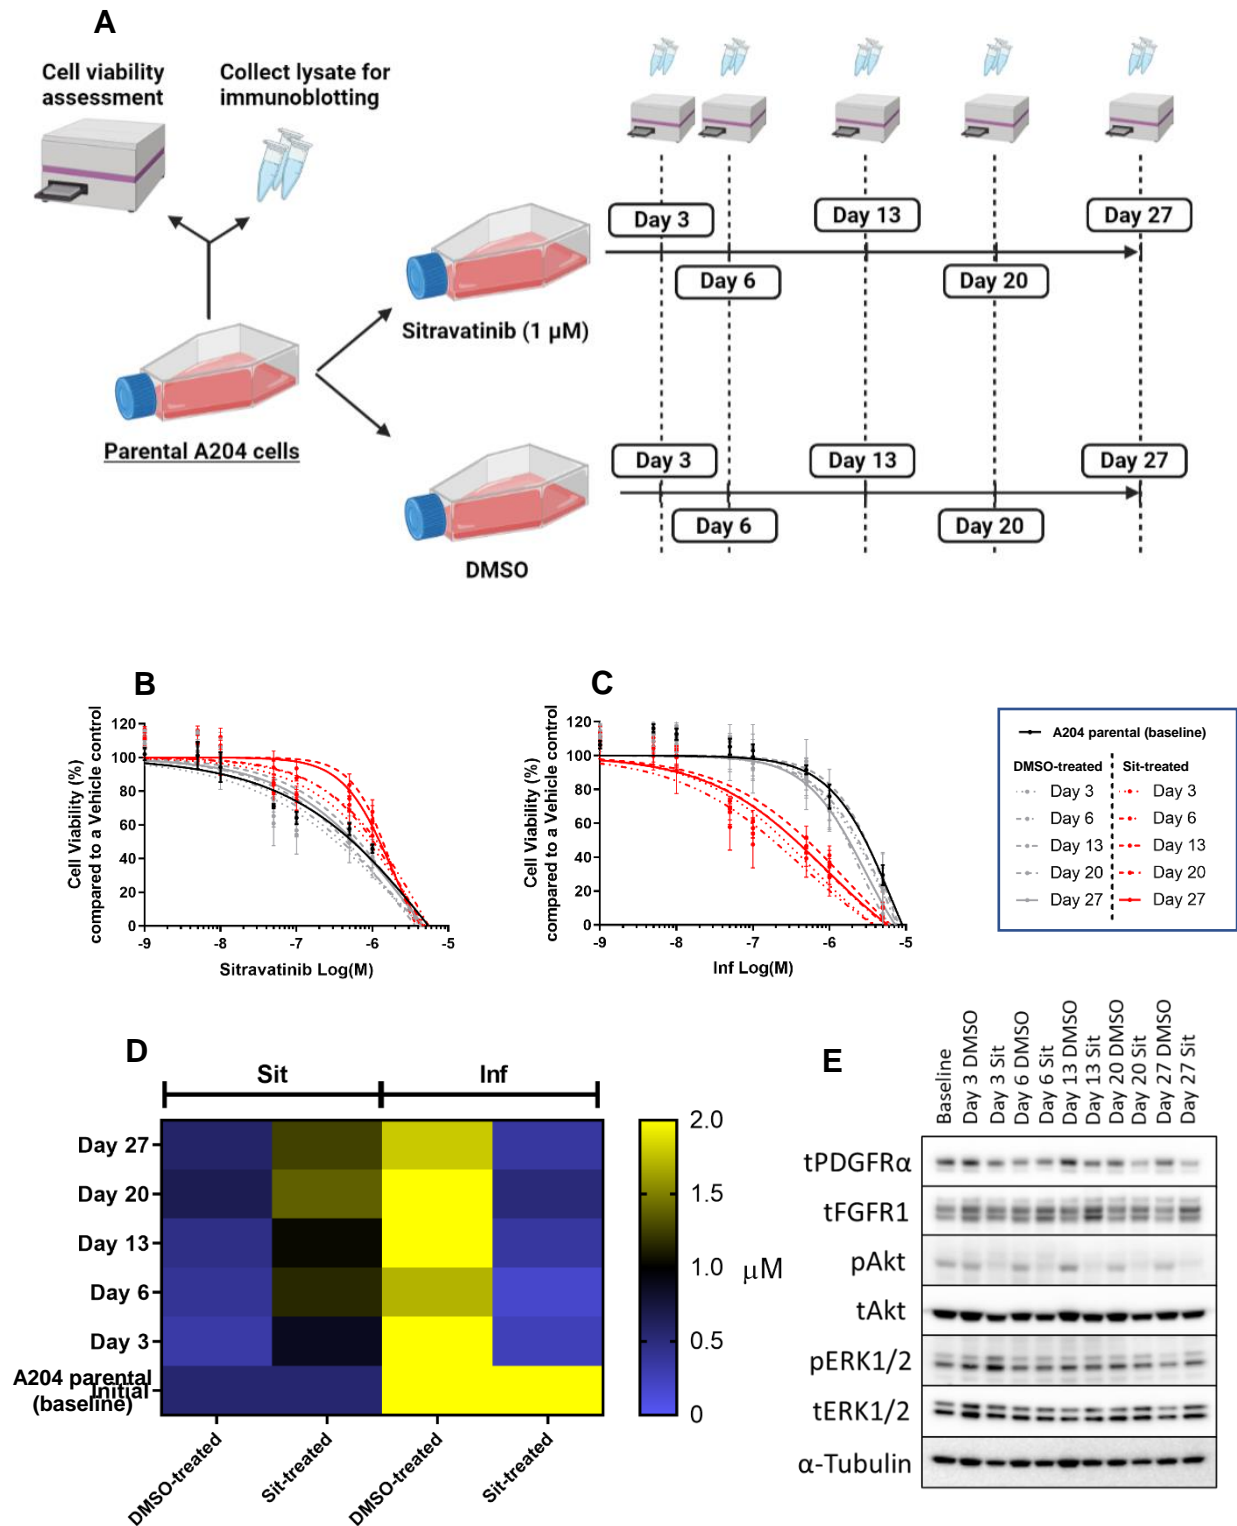 A
Cell viability
assessment
Collect lysate for
immunoblotting
Day 3
Day 13
Day 27
Day 6
Day 20
Sitravatinib (1 µM)
Parental A204 cells
Day 3
Day 13
Day 27
Day 6
Day 20
DMSO
B
Cell Viability (%)
compared to a Vehicle control
120
100
80
60
40
20
0
-9
-8
-7
-6
-5
Sitravatinib Log(M)
C
Cell Viability (%)
compared to a Vehicle control
120
100
80
60
40
20
0
-9
-8
-7
-6
-5
Inf Log(M)
A204 parental (baseline)
DMSO-treated
Sit-treated
Day 3
Day 3
Day 6
Day 6
Day 13
Day 13
Day 20
Day 20
Day 27
Day 27
D
Sit
Inf
Day 27
Day 20
Day 13
Day 6
Day 3
A204 parental
Initial
(baseline)
DMSO-treated
Sit-treated
DMSO-treated
Sit-treated
2.0
1.5
1.0
0.5
0
µM
E
Baseline
Day 3 DMSO
Day 3 Sit
Day 6 DMSO
Day 6 Sit
Day 13 DMSO
Day 13 Sit
Day 20 DMSO
Day 20 Sit
Day 27 DMSO
Day 27 Sit
tPDGFRα
tFGFR1
pAkt
tAkt
pERK1/2
tERK1/2
α-Tubulin